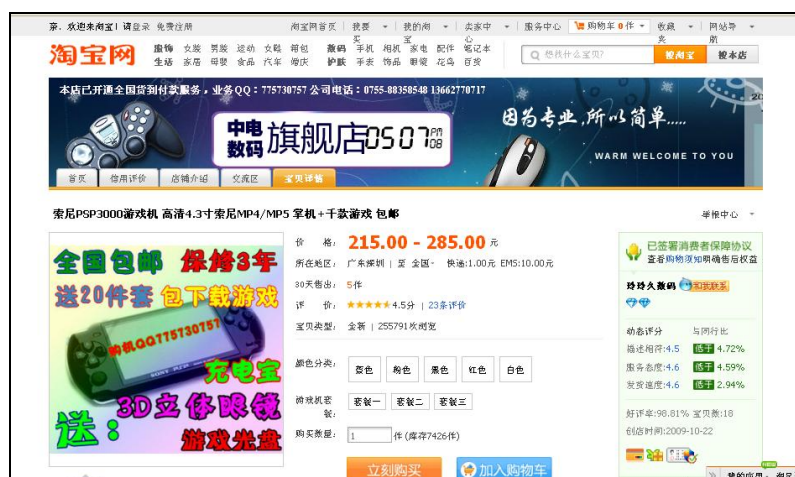 亲，欢迎来淘宝！请登录 免费注册
淘宝网首页 我要买 我的淘宝 卖家中心 服务中心 购物车 0 件 收藏夹 网站导航
淘宝网
服饰 女装 男装 运动 女鞋 箱包 数码 手机 相机 家电 配件 笔记本
生活 家居 母婴 食品 汽车 婚庆 护肤 手表 饰品 眼镜 花鸟 百货
想找什么宝贝?
搜淘宝 搜本店
本店已开通全国货到付款服务，业务QQ：775730757 公司电话：0755-88358548 13662770717
中电数码 旗舰店 0507 PM 08
因为专业,所以简单.....
WARM WELCOME TO YOU
首页 信用评价 店铺介绍 交流区 宝贝详情
索尼PSP3000游戏机 高清4.3寸索尼MP4/MP5 掌机+千款游戏 包邮
举报中心
全国包邮 保修3年
送20件套 包下载游戏
购机QQ775730757
SONY
充电宝
3D立体眼镜
送： 游戏光盘
价 格： 215.00 - 285.00 元
所在地区： 广东深圳 | 至 全国 快递:1.00元 EMS:10.00元
30天售出： 5件
评 价： 4.5分 | 23条评价
宝贝类型： 全新 | 255791次浏览
颜色分类： 蓝色 粉色 黑色 红色 白色
游戏机套餐： 套餐一 套餐二 套餐三
购买数量： 1 件 (库存7426件)
立刻购买 加入购物车
已签署消费者保障协议
查看购物须知明确售后权益
玲玲久数码 和我联系
动态评分 与同行比
描述相符:4.5 低于 4.72%
服务态度:4.6 低于 4.59%
发货速度:4.6 低于 2.94%
好评率:98.81% 宝贝数:18
创店时间:2009-10-22